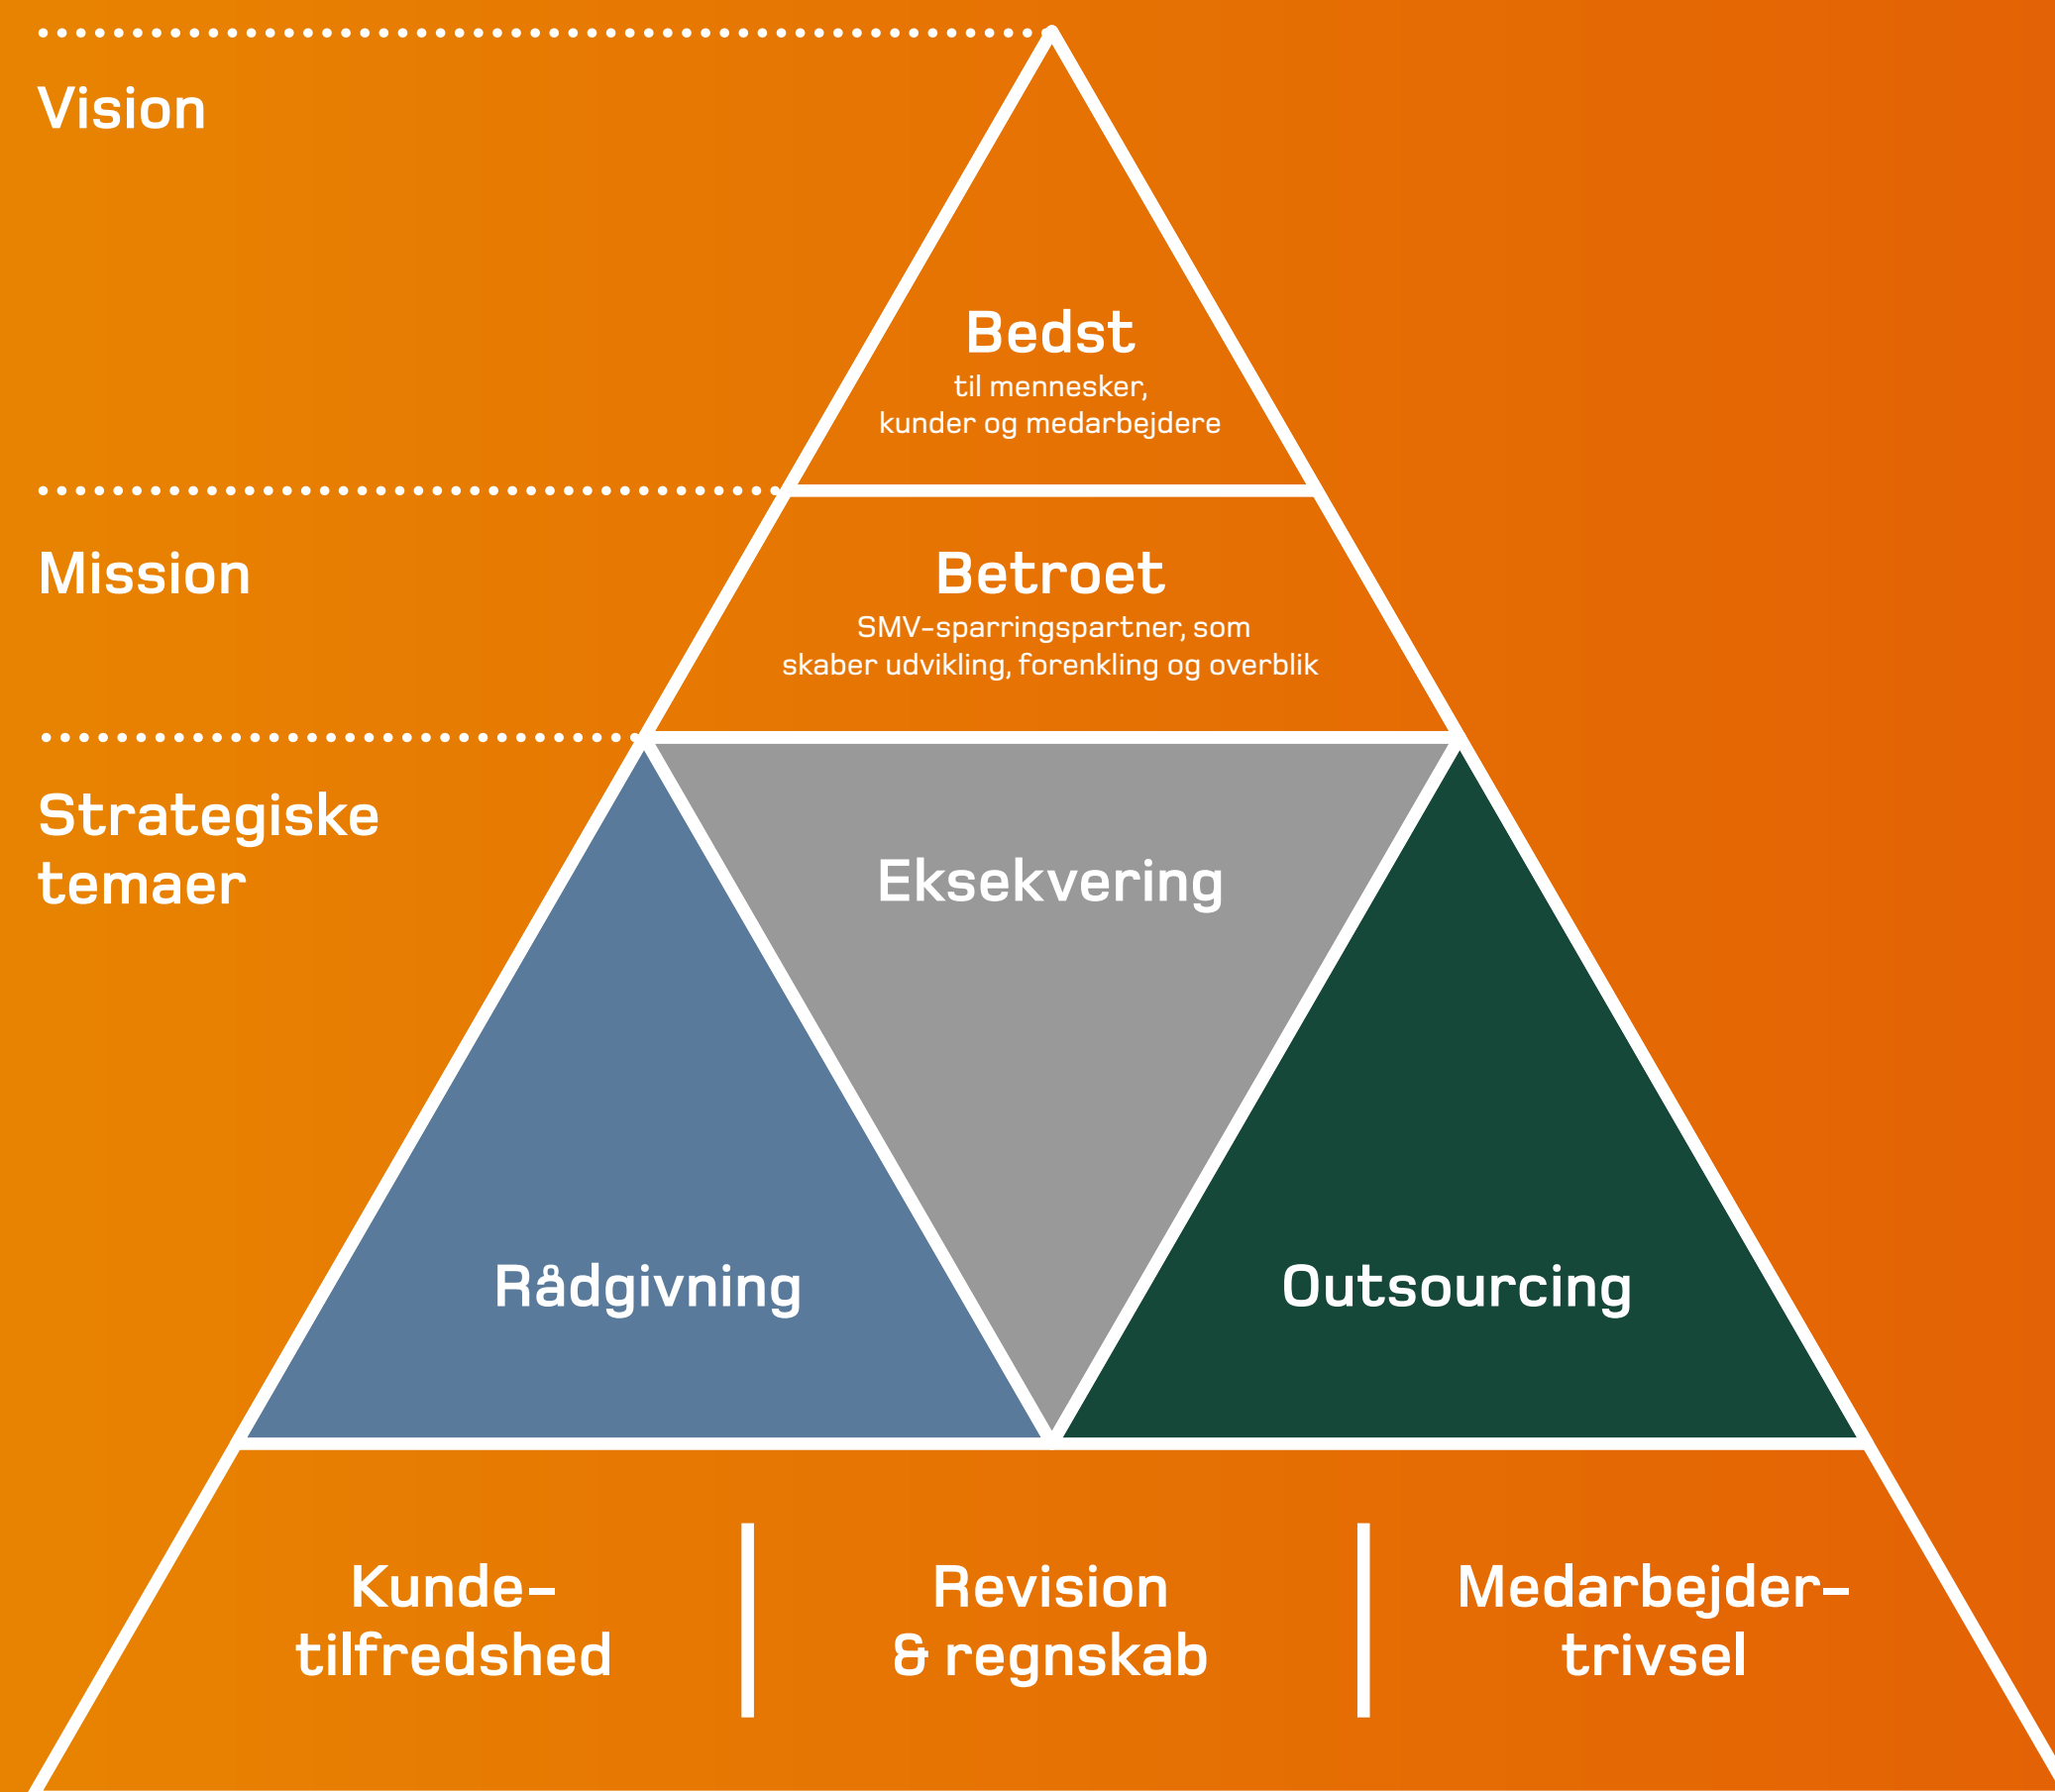 Vision
Bedst
til mennesker,
kunder og medarbejdere
Mission
Betroet
SMV-sparringspartner, som
skaber udvikling, forenkling og overblik
Strategiske
temaer
Eksekvering
Rådgivning
Outsourcing
Kunde-
tilfredshed
Revision
& regnskab
Medarbejder-
trivsel